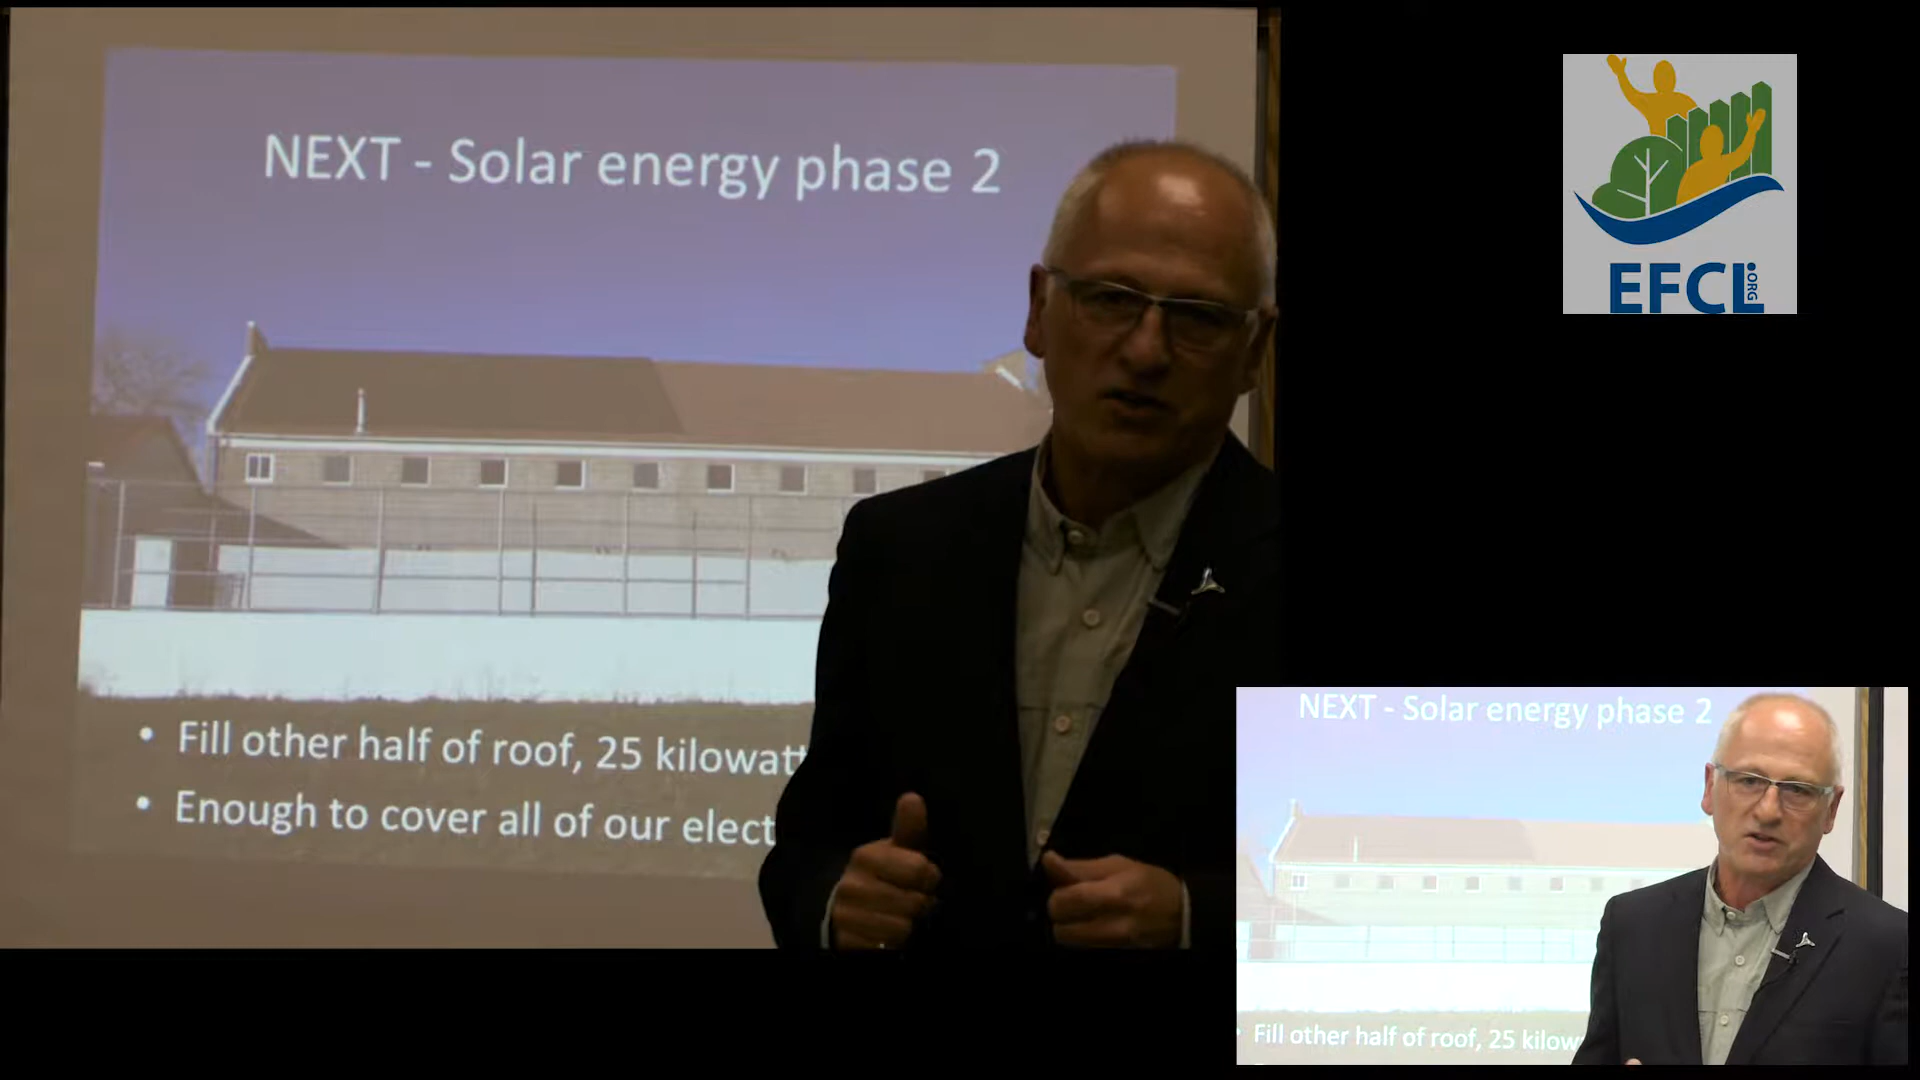 NEXT - Solar energy phase 2
• Fill other half of roof, 25 kilowatt
• Enough to cover all of our elect
EFCL.ORG
NEXT - Solar energy phase 2
• Fill other half of roof, 25 kilow